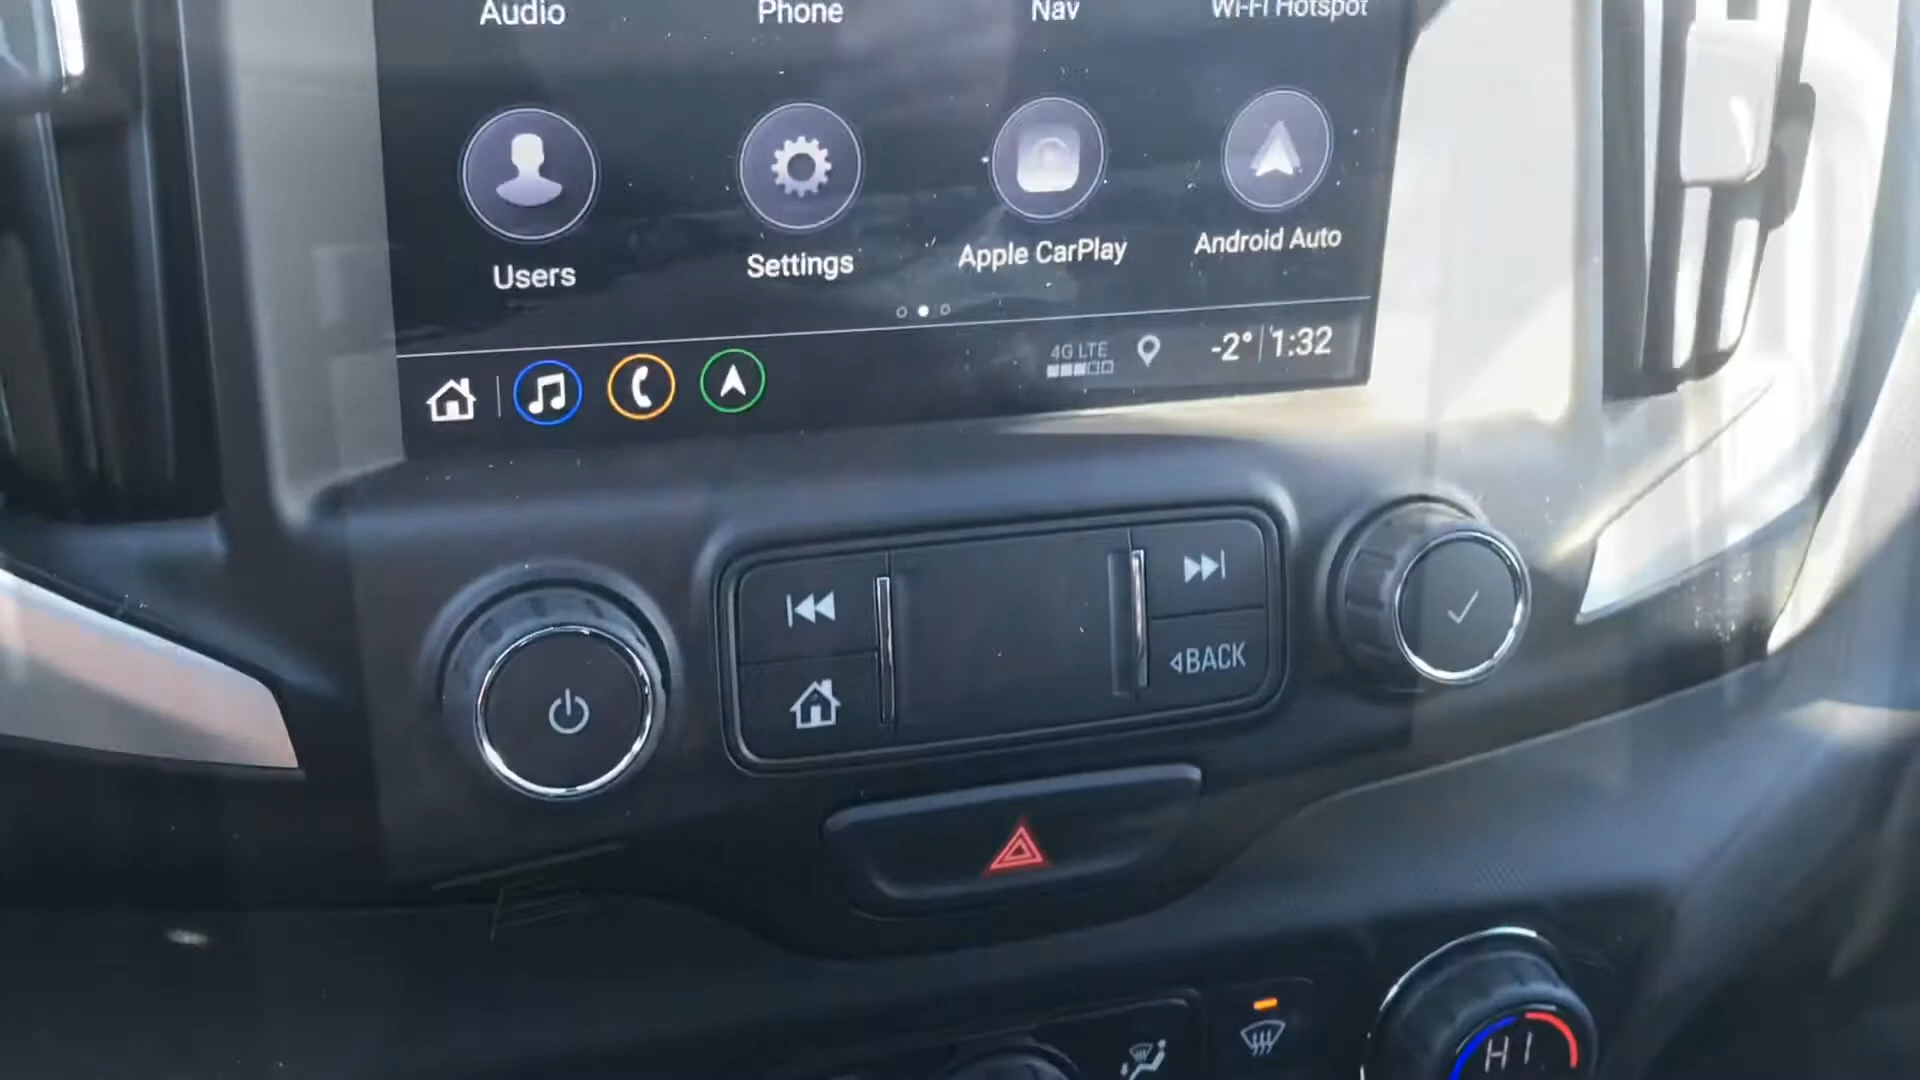 Audio Phone Nav Wi-Fi Hotspot
Users Settings Apple CarPlay Android Auto
4G LTE -2° 1:32
BACK
HI